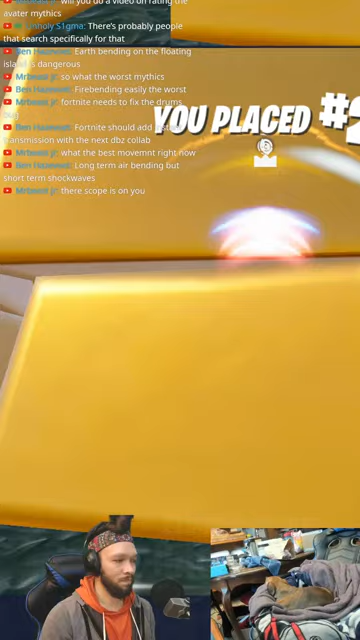 will you do a video on rating the
avater mythics
There's probably people
that search specifically for that
Earth bending on the floating
is dangerous
Mrbeast jr: so what the worst mythics
Firebending easily the worst
fortnite needs to fix the drums
Fortnite should add
transmission with the next dbz collab
what the best movemnt right now
Long term air bending but
short term shockwaves
there scope is on you
YOU PLACED #2